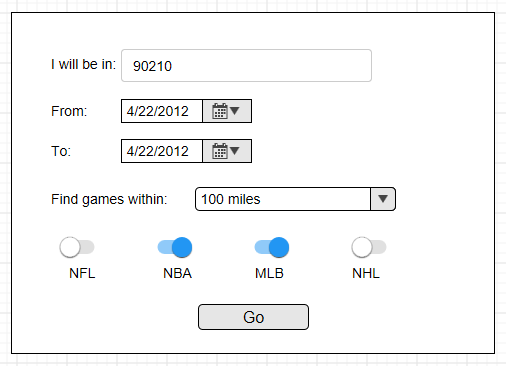 I will be in: 90210
From: 4/22/2012
To: 4/22/2012
Find games within: 100 miles
NFL NBA MLB NHL
Go